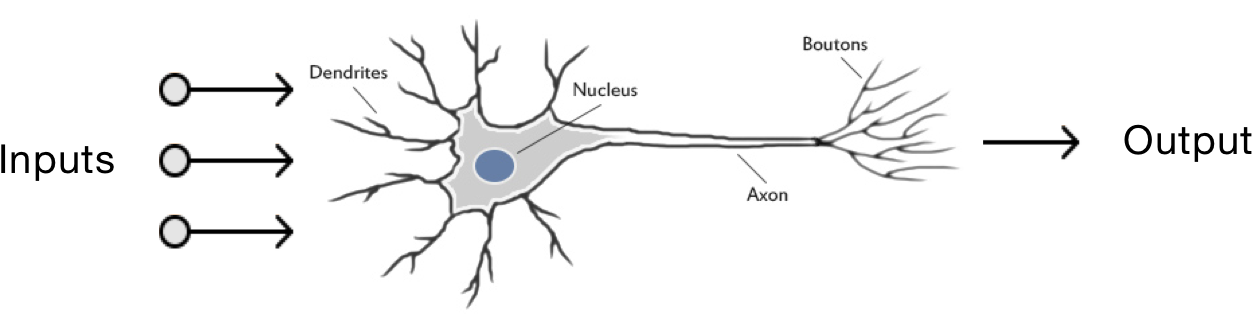 Inputs
Dendrites
Nucleus
Boutons
Axon
Output